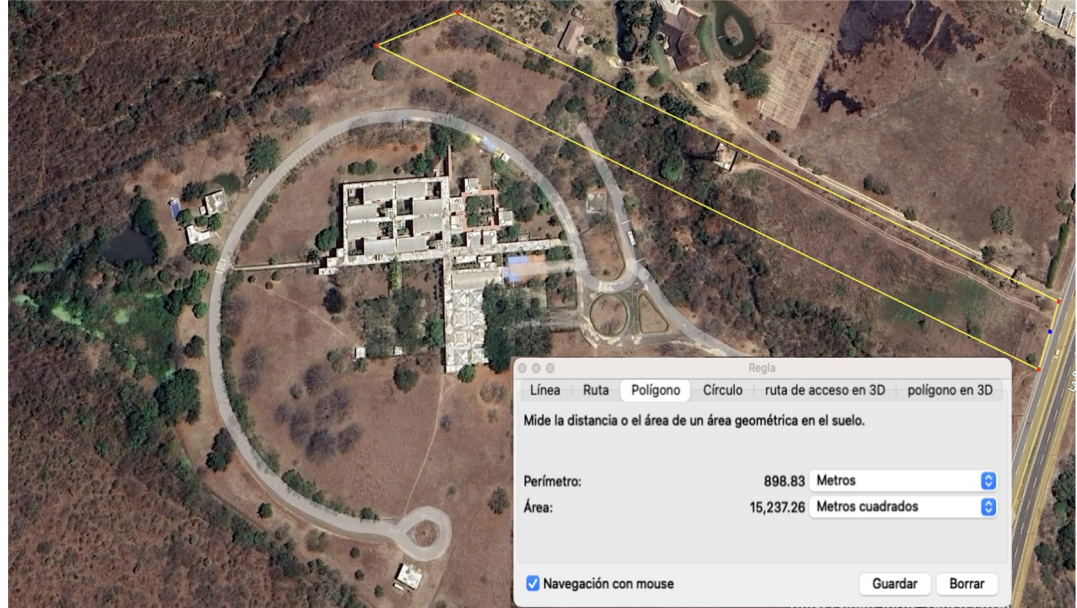 Regla
Línea
Ruta
Polígono
Círculo
ruta de acceso en 3D
polígono en 3D
Mide la distancia o el área de un área geométrica en el suelo.
Perímetro: 898.83 Metros
Área: 15,237.26 Metros cuadrados
Navegación con mouse
Guardar
Borrar